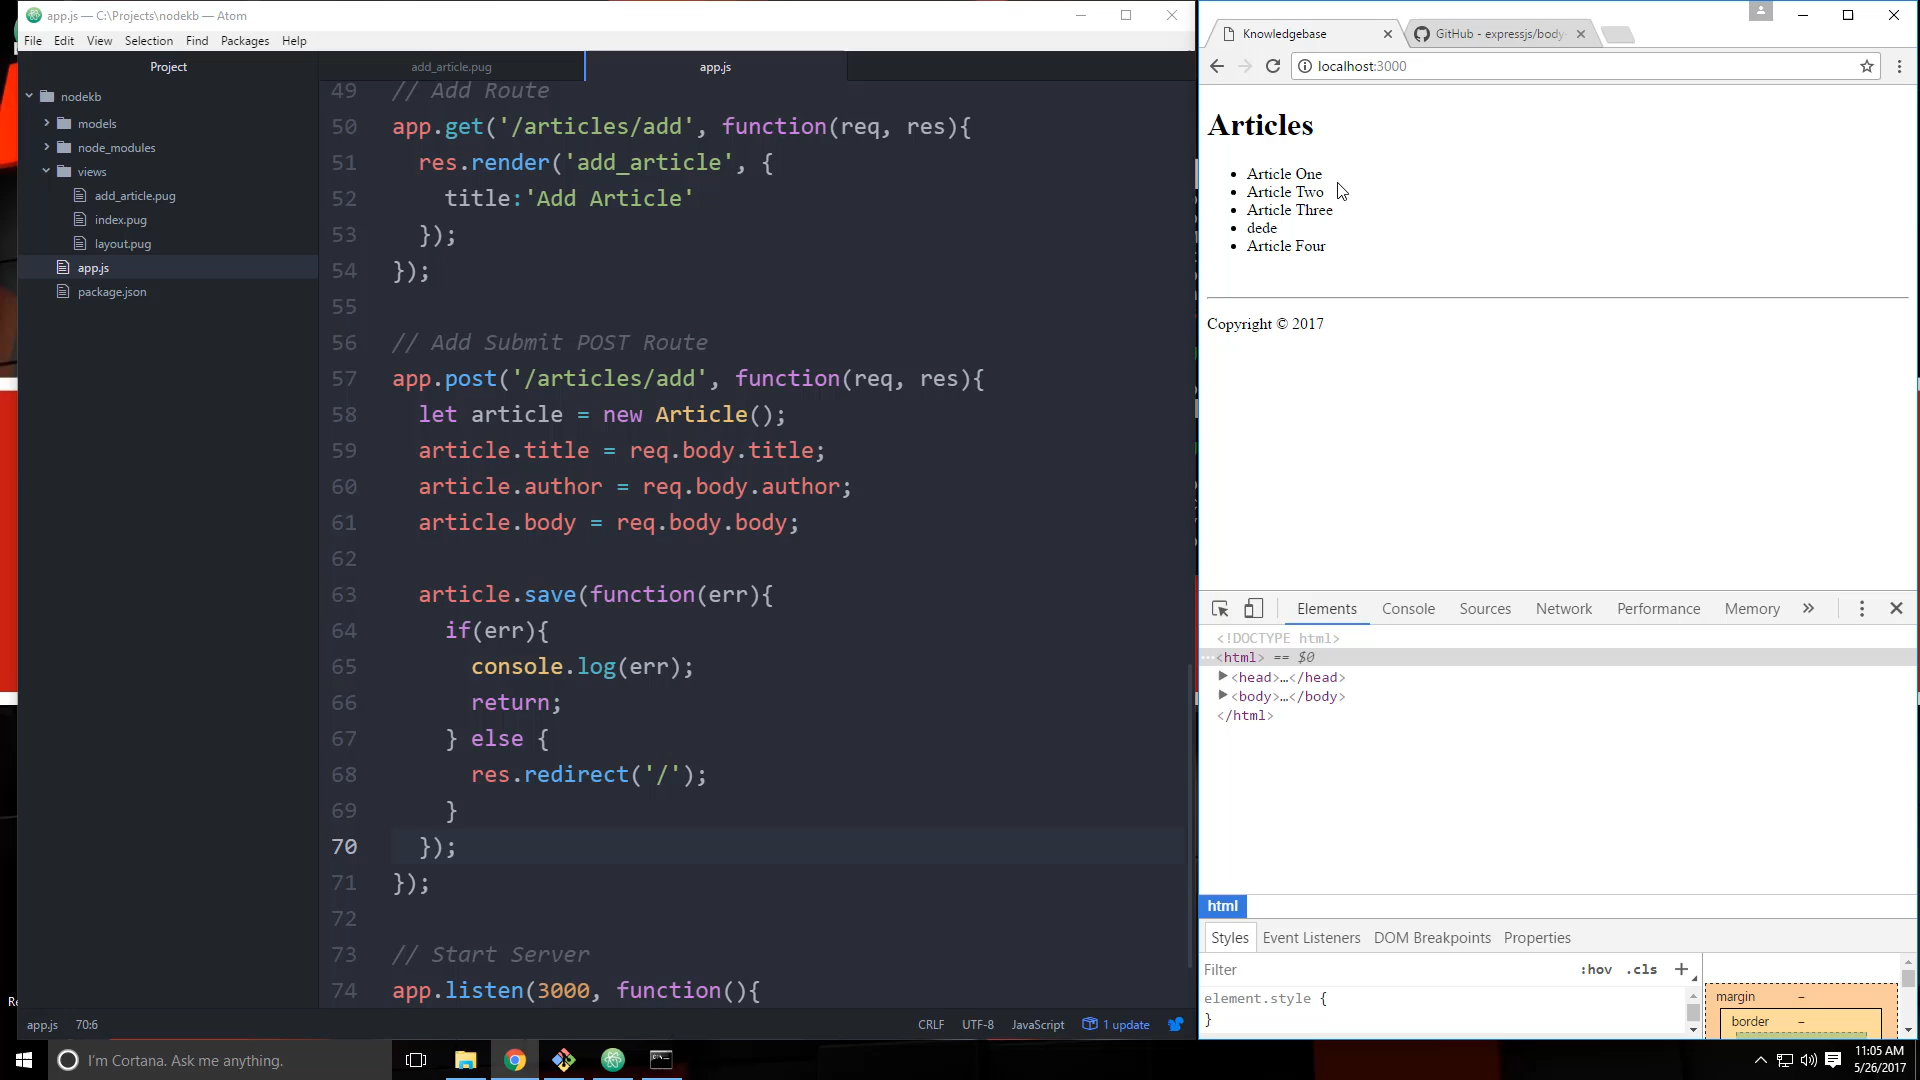 app.js — C:\Projects\nodekb — Atom
File Edit View Selection Find Packages Help
Project
nodekb
models
node_modules
views
add_article.pug
index.pug
layout.pug
app.js
package.json
add_article.pug
app.js
49 // Add Route
50 app.get('/articles/add', function(req, res){
51 res.render('add_article', {
52 title:'Add Article'
53 });
54 });
55
56 // Add Submit POST Route
57 app.post('/articles/add', function(req, res){
58 let article = new Article();
59 article.title = req.body.title;
60 article.author = req.body.author;
61 article.body = req.body.body;
62
63 article.save(function(err){
64 if(err){
65 console.log(err);
66 return;
67 } else {
68 res.redirect('/');
69 }
70 });
71 });
72
73 // Start Server
74 app.listen(3000, function(){
app.js 70:6 CRLF UTF-8 JavaScript 1 update
Knowledgebase
GitHub - expressjs/body
localhost:3000
Articles
Article One
Article Two
Article Three
dede
Article Four
Copyright © 2017
Elements Console Sources Network Performance Memory
<!DOCTYPE html>
<html> == $0
<head>…</head>
<body>…</body>
</html>
html
Styles Event Listeners DOM Breakpoints Properties
Filter :hov .cls +
element.style {
}
margin –
border –
Re
I'm Cortana. Ask me anything.
11:05 AM
5/26/2017